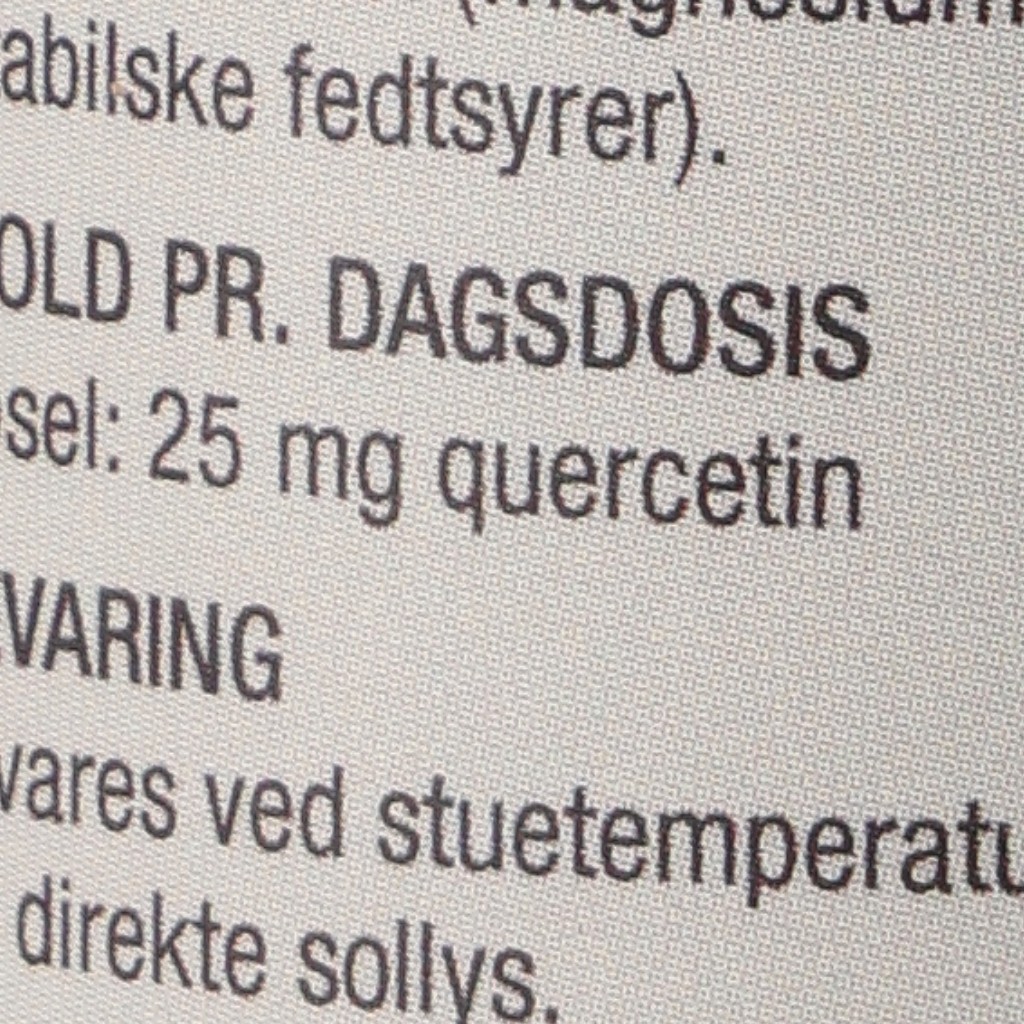 abilske fedtsyrer).
OLD PR. DAGSDOSIS
sel: 25 mg quercetin
VARING
vares ved stuetemperatu
direkte sollys.